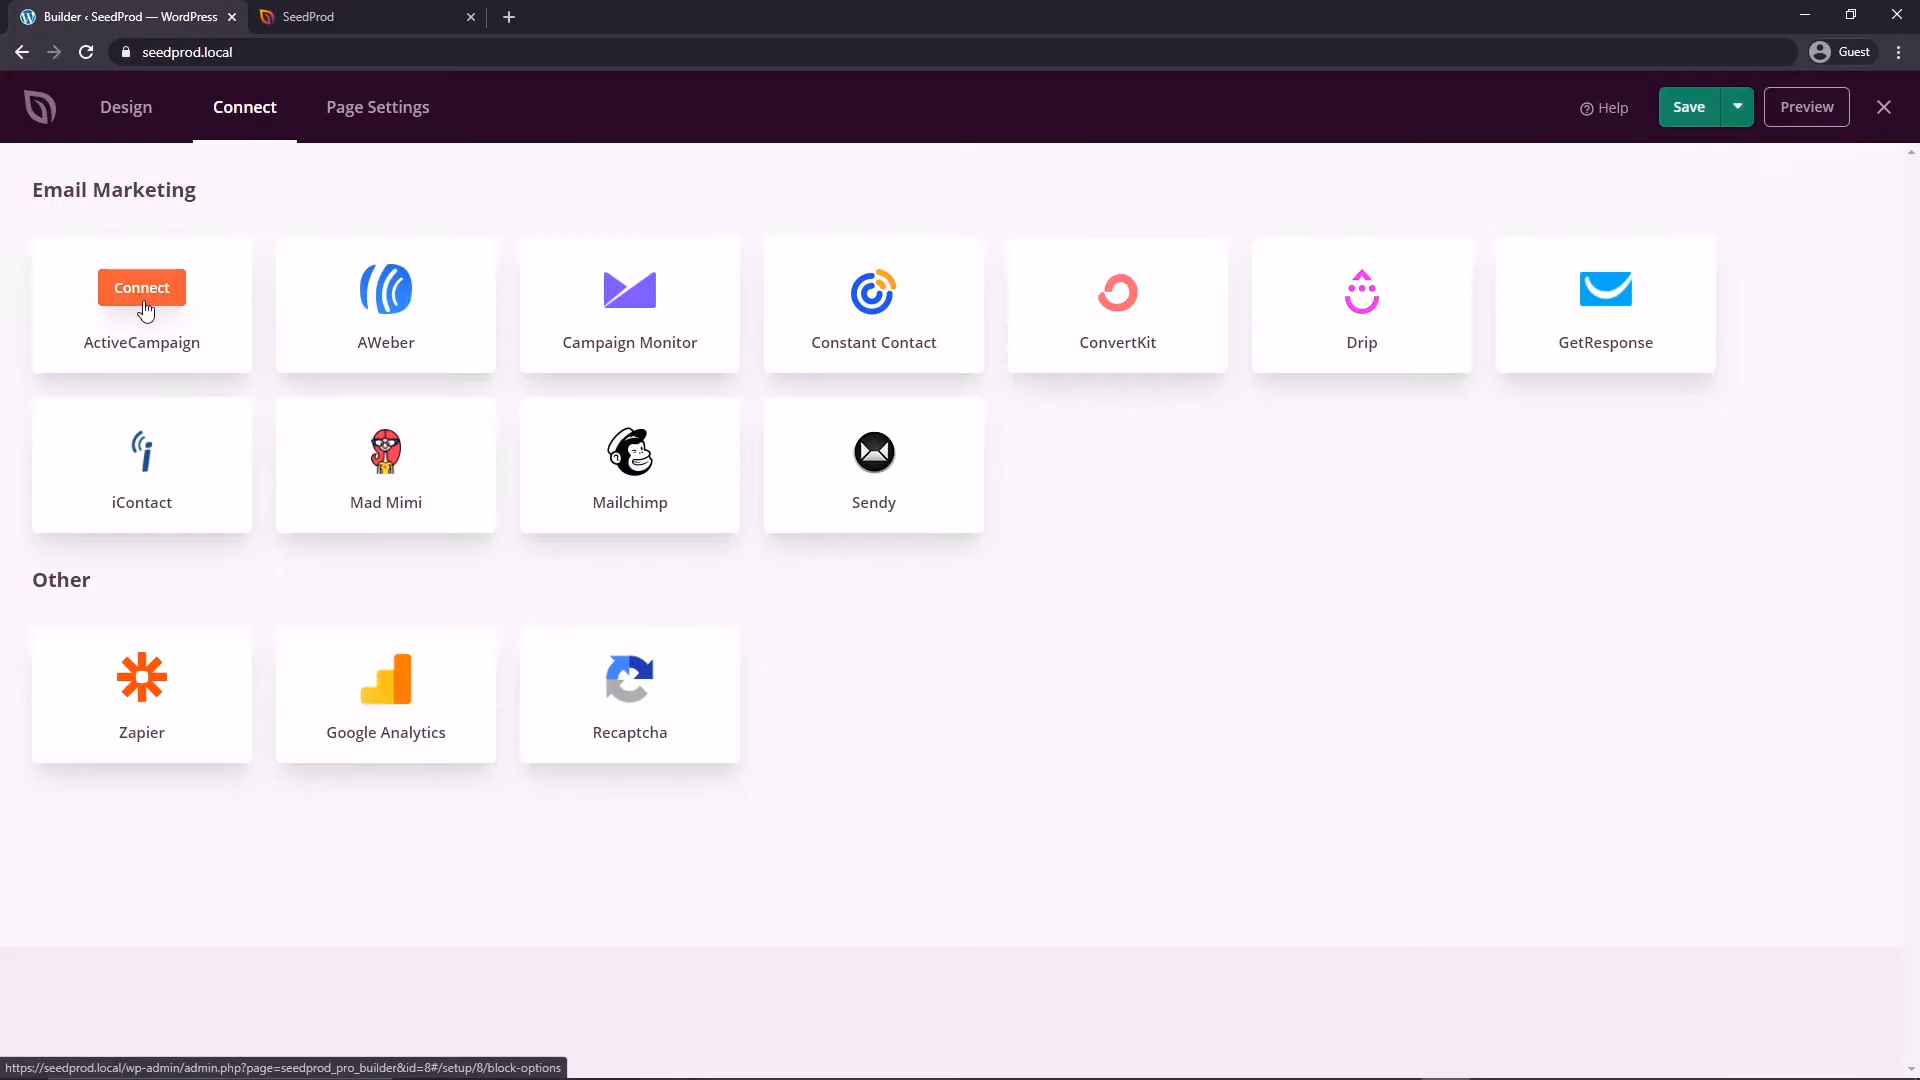 Builder ‹ SeedProd — WordPress
SeedProd
seedprod.local
Guest
Design
Connect
Page Settings
Help
Save
Preview
Email Marketing
Connect
ActiveCampaign
AWeber
Campaign Monitor
Constant Contact
ConvertKit
Drip
GetResponse
iContact
Mad Mimi
Mailchimp
Sendy
Other
Zapier
Google Analytics
Recaptcha
https://seedprod.local/wp-admin/admin.php?page=seedprod_pro_builder&id=8#/setup/8/block-options